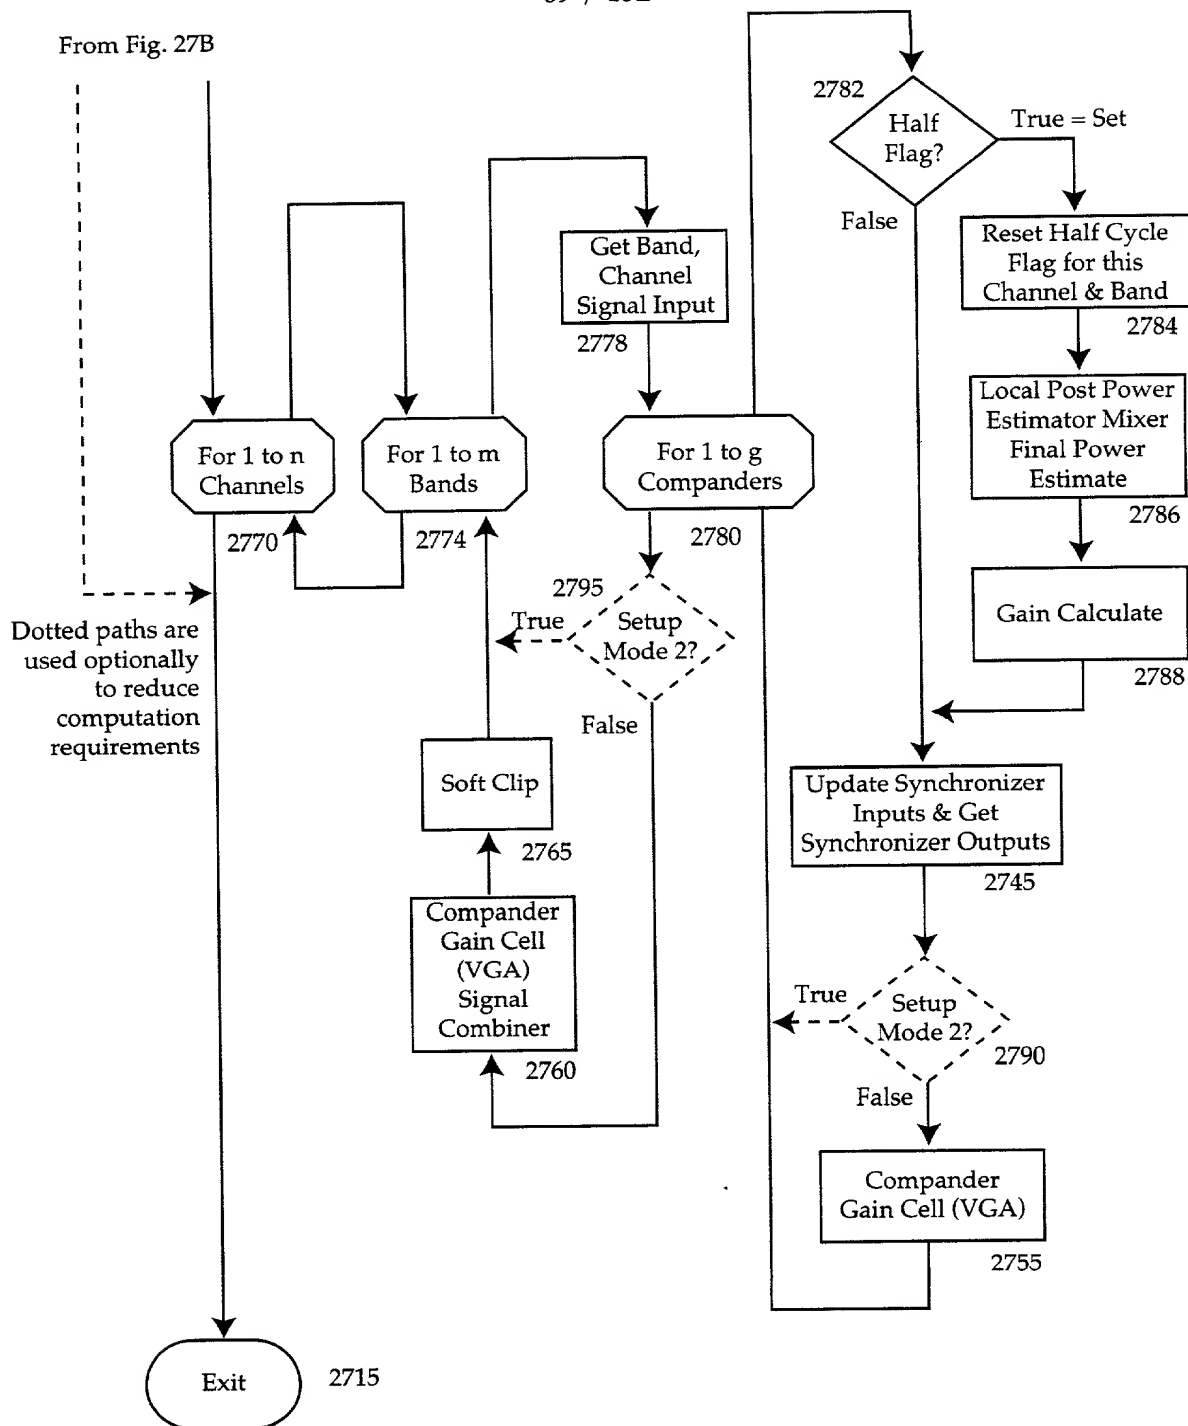 From Fig. 27B
2782
Half
Flag?
True = Set
False
Reset Half Cycle
Flag for this
Channel & Band
2784
Get Band,
Channel
Signal Input
2778
Local Post Power
Estimator Mixer
Final Power
Estimate
2786
For 1 to n
Channels
2770
For 1 to m
Bands
2774
For 1 to g
Companders
2780
2795
True
Setup
Mode 2?
False
Gain Calculate
2788
Dotted paths are
used optionally
to reduce
computation
requirements
Soft Clip
2765
Update Synchronizer
Inputs & Get
Synchronizer Outputs
2745
Compander
Gain Cell
(VGA)
Signal
Combiner
2760
True
Setup
Mode 2?
2790
False
Compander
Gain Cell (VGA)
2755
Exit
2715